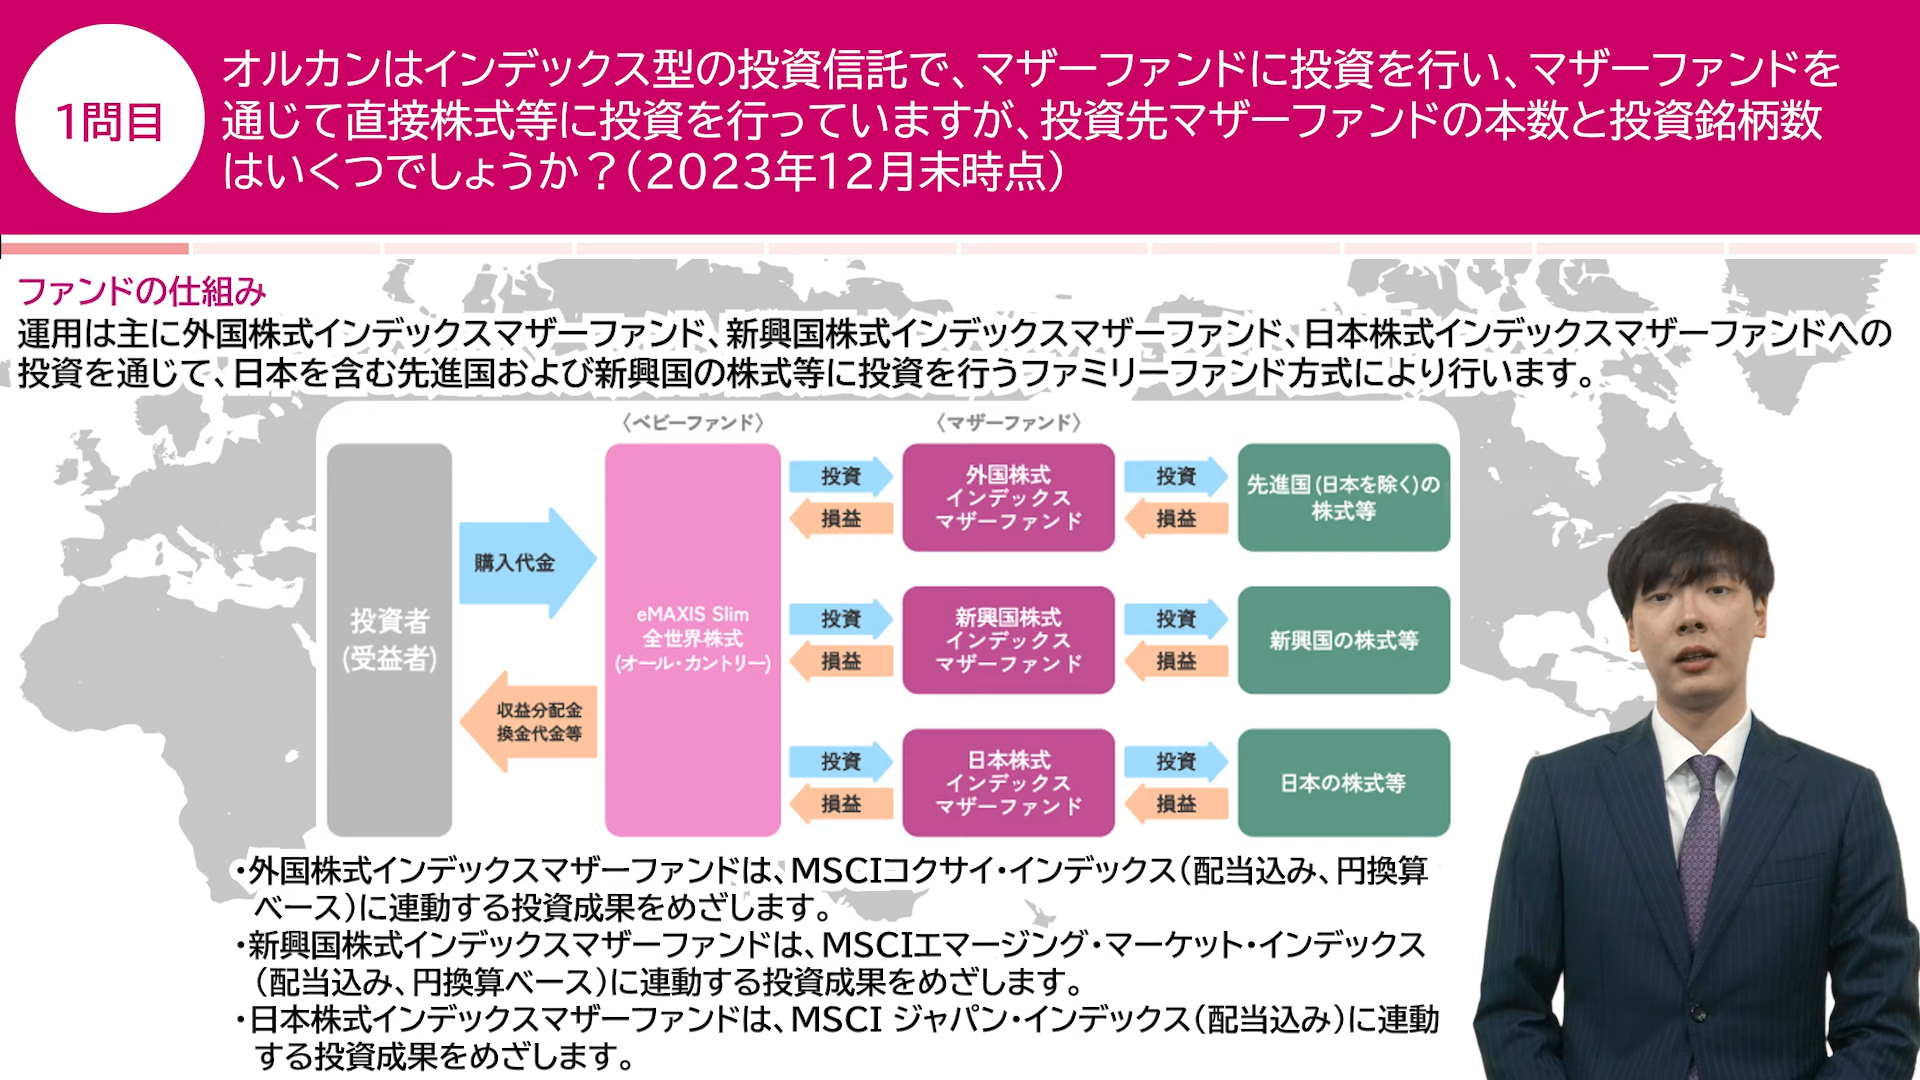 1問目
オルカンはインデックス型の投資信託で、マザーファンドに投資を行い、マザーファンドを
通じて直接株式等に投資を行っていますが、投資先マザーファンドの本数と投資銘柄数
はいくつでしょうか？（2023年12月末時点）
ファンドの仕組み
運用は主に外国株式インデックスマザーファンド、新興国株式インデックスマザーファンド、日本株式インデックスマザーファンドへの
投資を通じて、日本を含む先進国および新興国の株式等に投資を行うファミリーファンド方式により行います。
〈ベビーファンド〉
〈マザーファンド〉
投資者
(受益者)
購入代金
収益分配金
換金代金等
eMAXIS Slim
全世界株式
(オール・カントリー)
投資
損益
外国株式
インデックス
マザーファンド
投資
損益
先進国(日本を除く)の
株式等
投資
損益
新興国株式
インデックス
マザーファンド
投資
損益
新興国の株式等
投資
損益
日本株式
インデックス
マザーファンド
投資
損益
日本の株式等
・外国株式インデックスマザーファンドは、MSCIコクサイ・インデックス（配当込み、円換算
ベース）に連動する投資成果をめざします。
・新興国株式インデックスマザーファンドは、MSCIエマージング・マーケット・インデックス
（配当込み、円換算ベース）に連動する投資成果をめざします。
・日本株式インデックスマザーファンドは、MSCI ジャパン・インデックス（配当込み）に連動
する投資成果をめざします。